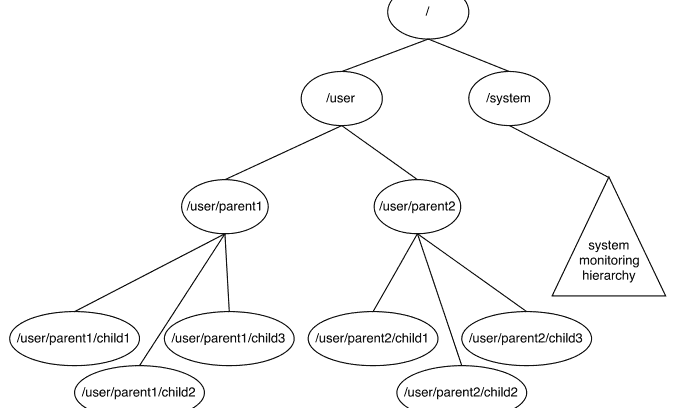 /
/user
/system
/user/parent1
/user/parent2
system
monitoring
hierarchy
/user/parent1/child1
/user/parent1/child3
/user/parent2/child1
/user/parent2/child3
/user/parent1/child2
/user/parent2/child2